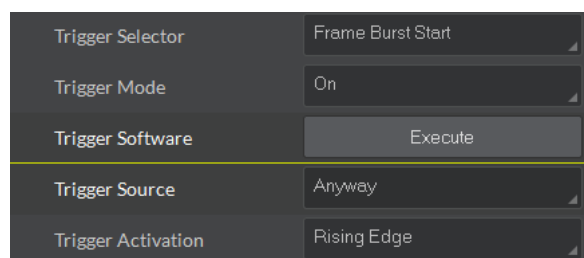 Trigger Selector Frame Burst Start
Trigger Mode On
Trigger Software Execute
Trigger Source Anyway
Trigger Activation Rising Edge